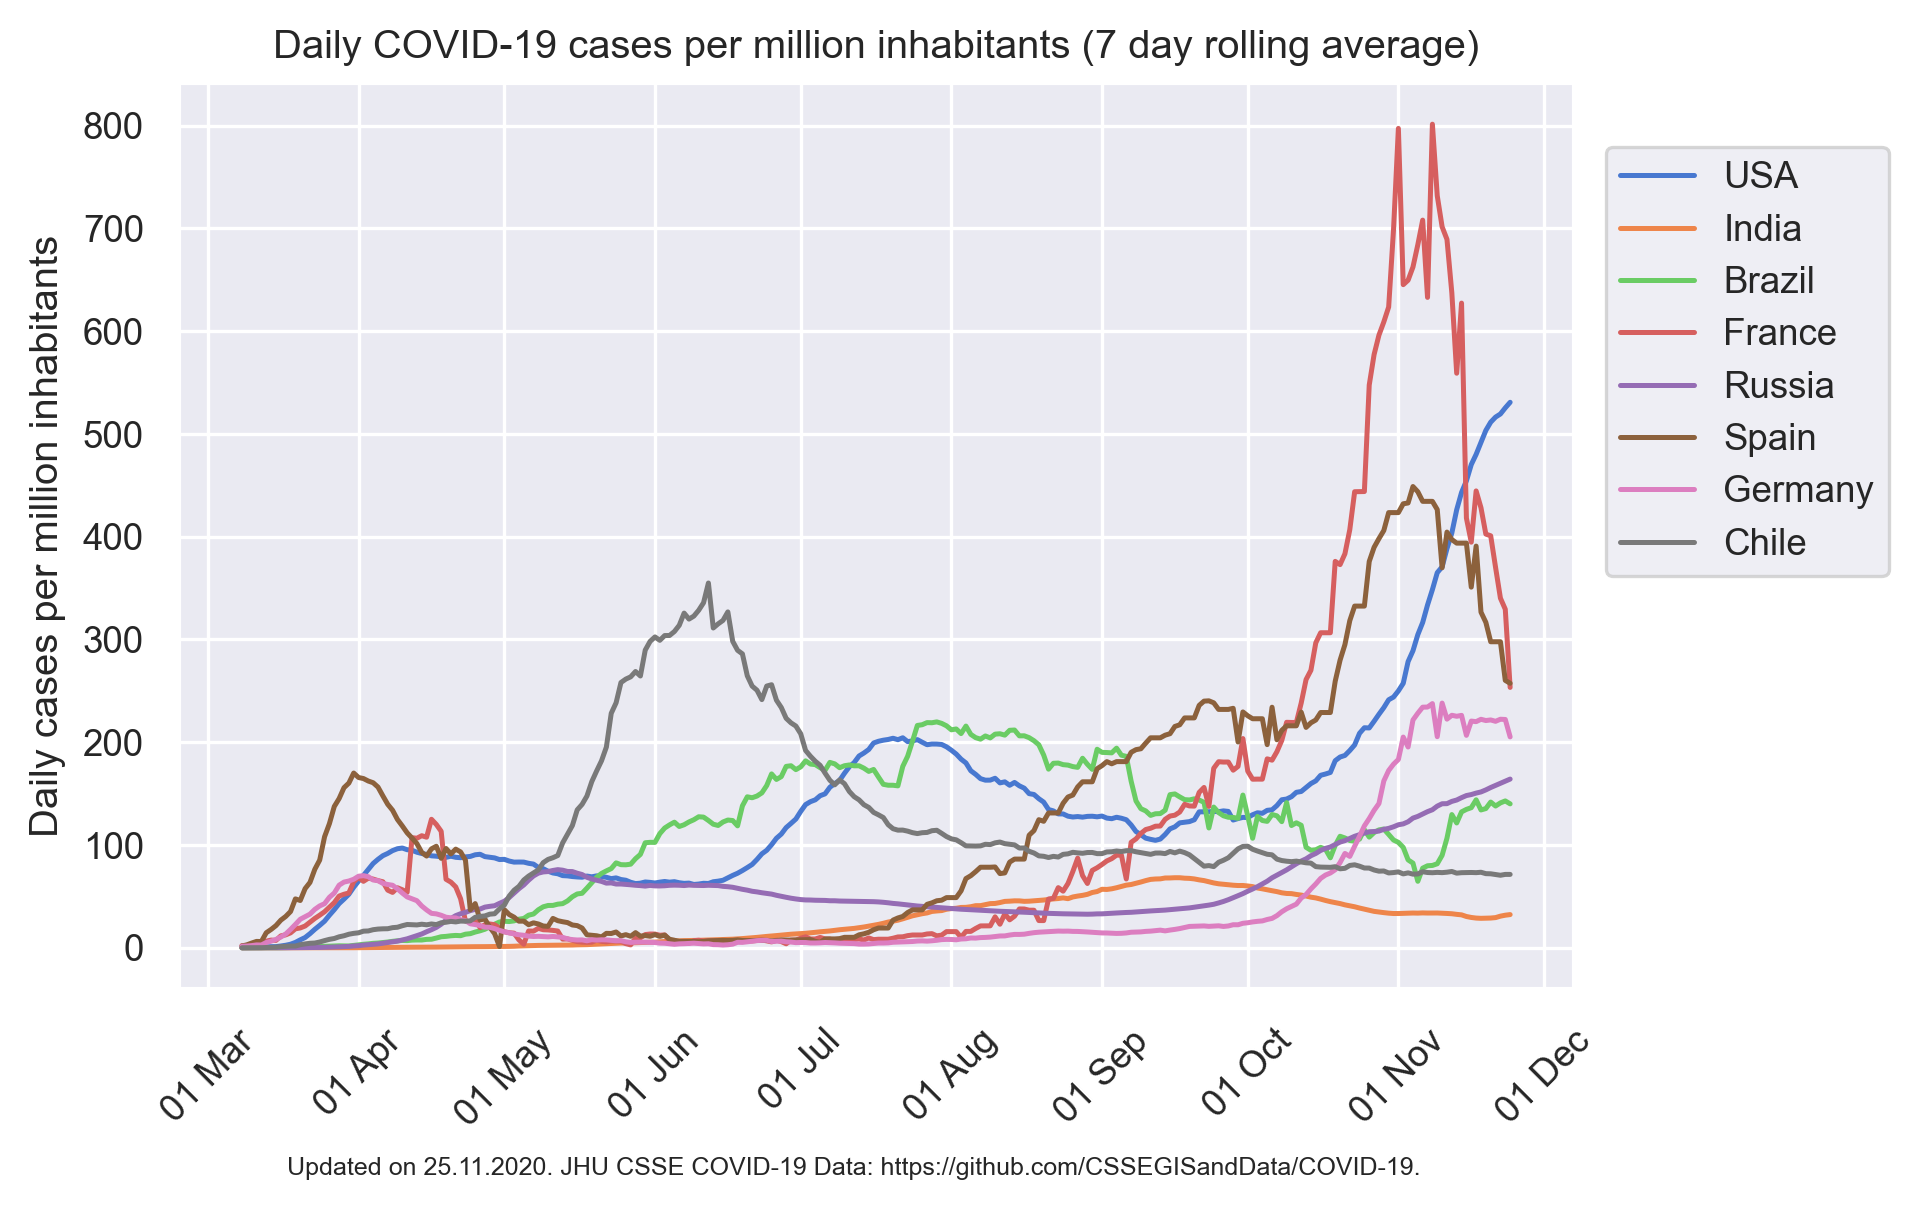 Daily COVID-19 cases per million inhabitants (7 day rolling average)
Daily cases per million inhabitants
800
700
600
500
400
300
200
100
0
01 Mar
01 Apr
01 May
01 Jun
01 Jul
01 Aug
01 Sep
01 Oct
01 Nov
01 Dec
USA
India
Brazil
France
Russia
Spain
Germany
Chile
Updated on 25.11.2020. JHU CSSE COVID-19 Data: https://github.com/CSSEGISandData/COVID-19.